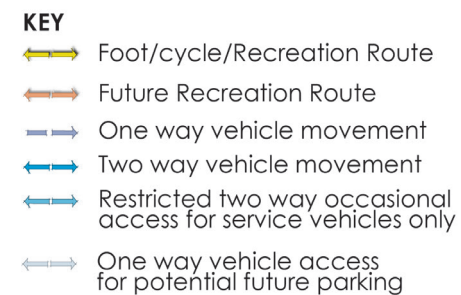 KEY
Foot/cycle/Recreation Route
Future Recreation Route
One way vehicle movement
Two way vehicle movement
Restricted two way occasional
access for service vehicles only
One way vehicle access
for potential future parking